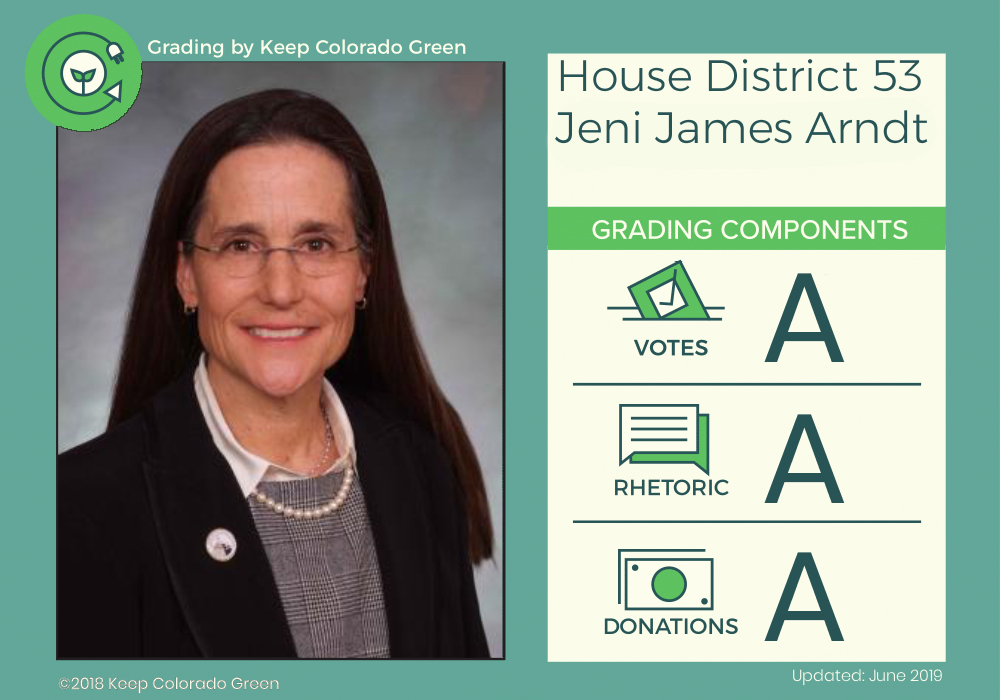 Grading by Keep Colorado Green
House District 53
Jeni James Arndt
GRADING COMPONENTS
VOTES
A
RHETORIC
A
DONATIONS
A
©2018 Keep Colorado Green
Updated: June 2019